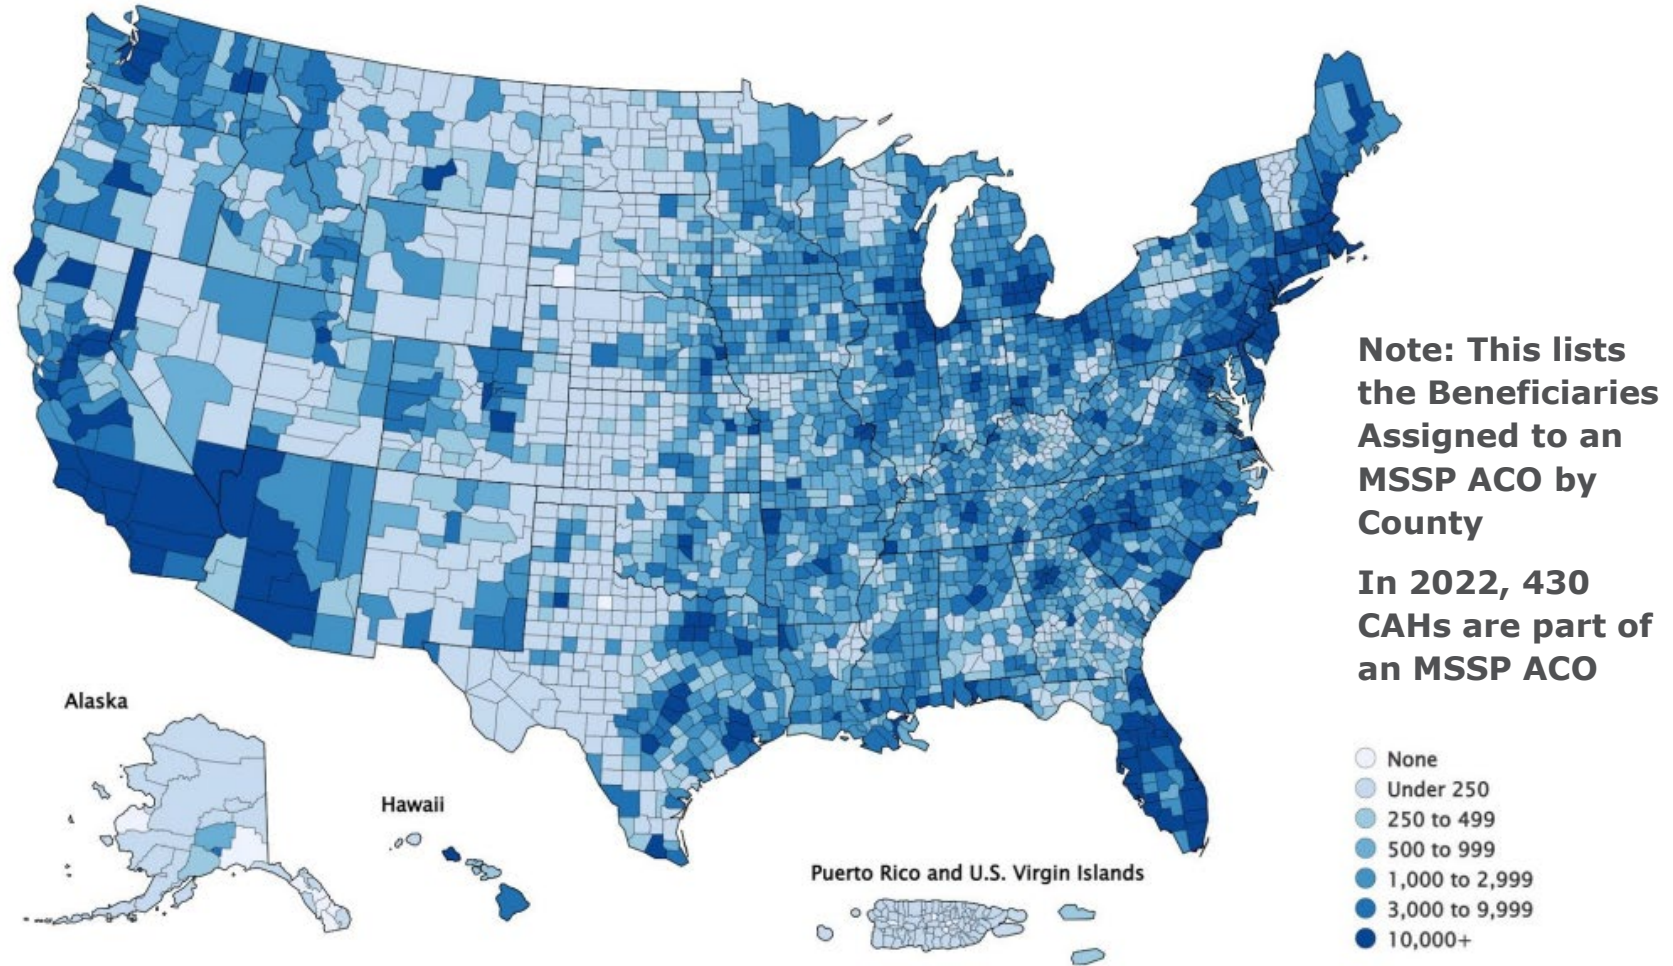 Note: This lists
the Beneficiaries
Assigned to an
MSSP ACO by
County
In 2022, 430
CAHs are part of
an MSSP ACO
Alaska
Hawaii
Puerto Rico and U.S. Virgin Islands
None
Under 250
250 to 499
500 to 999
1,000 to 2,999
3,000 to 9,999
10,000+